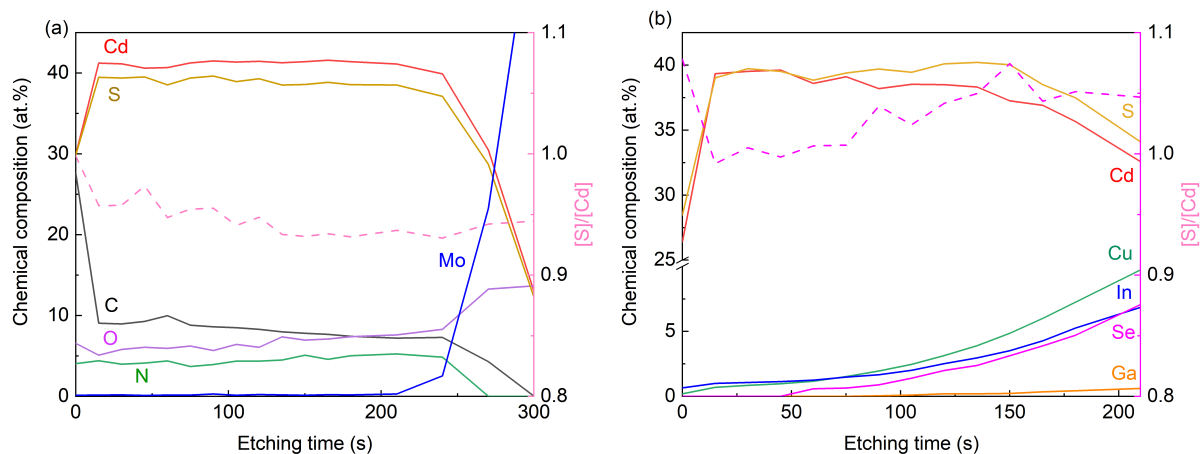 (a)
Chemical composition (at.%)
40
30
20
10
0
Cd
S
C
O
N
Mo
1.1
1.0
0.9
0.8
[S]/[Cd]
0
100
200
300
Etching time (s)
(b)
Chemical composition (at.%)
40
35
30
25
5
0
S
Cd
Cu
In
Se
Ga
1.1
1.0
0.9
0.8
[S]/[Cd]
0
50
100
150
200
Etching time (s)